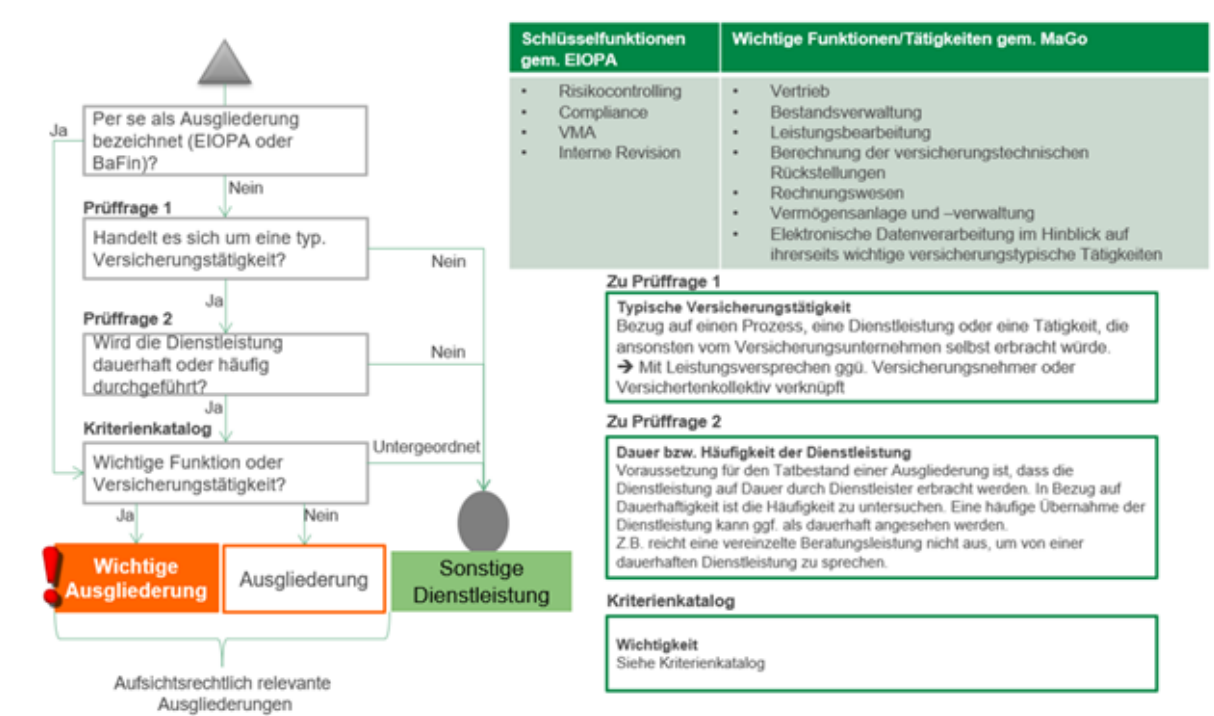 Per se als Ausgliederung
bezeichnet (EIOPA oder
BaFin)?
Ja
Nein
Prüffrage 1
Handelt es sich um eine typ.
Versicherungstätigkeit?
Nein
Ja
Prüffrage 2
Wird die Dienstleistung
dauerhaft oder häufig
durchgeführt?
Nein
Ja
Kriterienkatalog
Wichtige Funktion oder
Versicherungstätigkeit?
Untergeordnet
Ja
Nein
Wichtige
Ausgliederung
Ausgliederung
Sonstige
Dienstleistung
Aufsichtsrechtlich relevante
Ausgliederungen
Schlüsselfunktionen
gem. EIOPA
• Risikocontrolling
• Compliance
• VMA
• Interne Revision
Wichtige Funktionen/Tätigkeiten gem. MaGo
• Vertrieb
• Bestandsverwaltung
• Leistungsbearbeitung
• Berechnung der versicherungstechnischen
Rückstellungen
• Rechnungswesen
• Vermögensanlage und –verwaltung
• Elektronische Datenverarbeitung im Hinblick auf
ihrerseits wichtige versicherungstypische Tätigkeiten
Zu Prüffrage 1
Typische Versicherungstätigkeit
Bezug auf einen Prozess, eine Dienstleistung oder eine Tätigkeit, die
ansonsten vom Versicherungsunternehmen selbst erbracht würde.
➔ Mit Leistungsversprechen ggü. Versicherungsnehmer oder
Versichertenkollektiv verknüpft
Zu Prüffrage 2
Dauer bzw. Häufigkeit der Dienstleistung
Voraussetzung für den Tatbestand einer Ausgliederung ist, dass die
Dienstleistung auf Dauer durch Dienstleister erbracht werden. In Bezug auf
Dauerhaftigkeit ist die Häufigkeit zu untersuchen. Eine häufige Übernahme der
Dienstleistung kann ggf. als dauerhaft angesehen werden.
Z.B. reicht eine vereinzelte Beratungsleistung nicht aus, um von einer
dauerhaften Dienstleistung zu sprechen.
Kriterienkatalog
Wichtigkeit
Siehe Kriterienkatalog